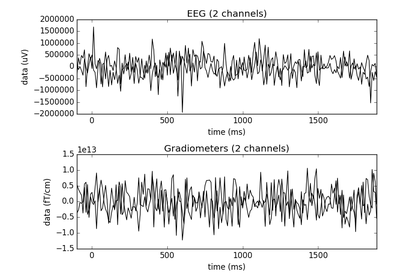 EEG (2 channels)
2000000
1500000
1000000
5000000
0
−5000000
−1000000
−1500000
−2000000
data (uV)
0 500 1000 1500
time (ms)
Gradiometers (2 channels)
1e13
1.5
1.0
0.5
0.0
−0.5
−1.0
−1.5
data (fT/cm)
0 500 1000 1500
time (ms)